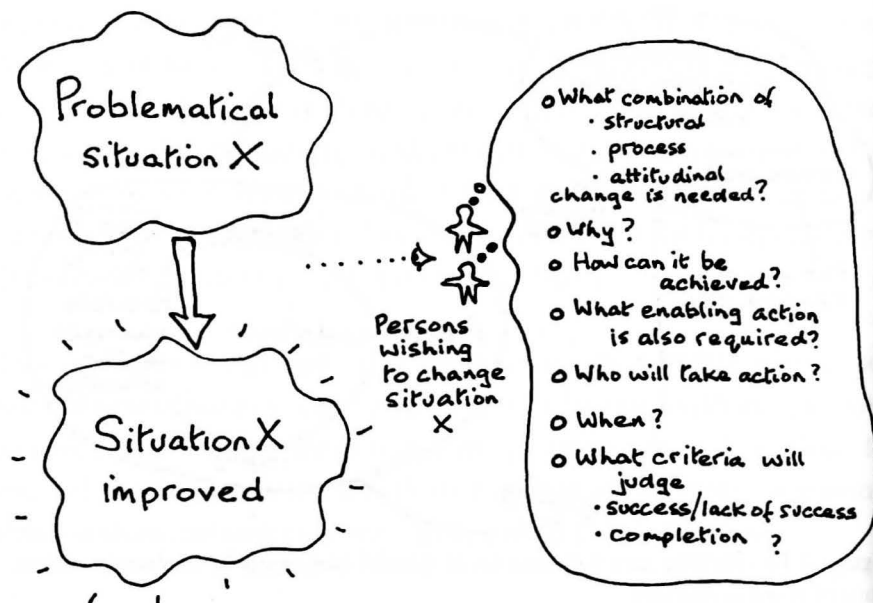 Problematical
situation X
Situation X
improved
Persons
wishing
to change
situation
X
o What combination of
· structural
· process
· attitudinal
change is needed?
o Why?
o How can it be
achieved?
o What enabling action
is also required?
o Who will take action?
o When?
o What criteria will
judge
· success/lack of success
· completion ?